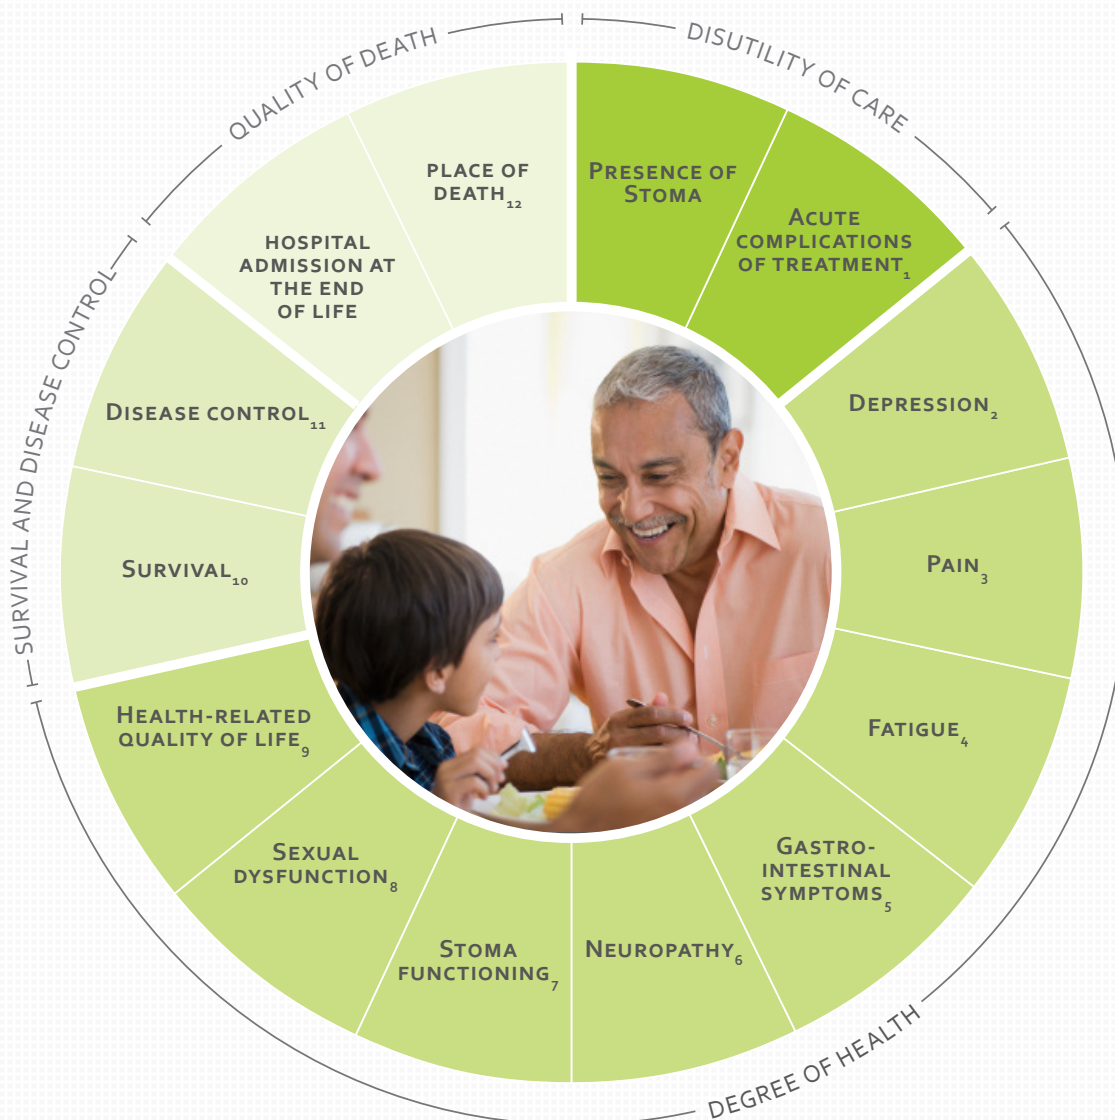 QUALITY OF DEATH
DISUTILITY OF CARE
PLACE OF
DEATH12
PRESENCE OF
STOMA
ACUTE
COMPLICATIONS
OF TREATMENT1
HOSPITAL
ADMISSION AT
THE END
OF LIFE
SURVIVAL AND DISEASE CONTROL
DISEASE CONTROL11
DEPRESSION2
SURVIVAL10
PAIN3
HEALTH-RELATED
QUALITY OF LIFE9
FATIGUE4
SEXUAL
DYSFUNCTION8
GASTRO-
INTESTINAL
SYMPTOMS5
STOMA
FUNCTIONING7
NEUROPATHY6
DEGREE OF HEALTH